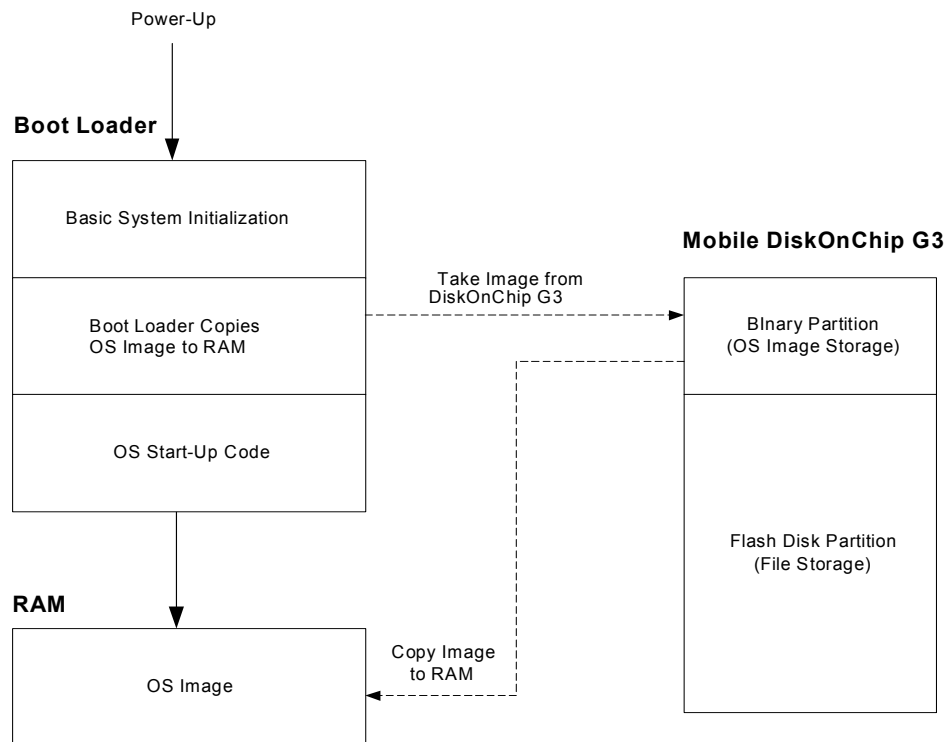 Power-Up
Boot Loader
Basic System Initialization
Mobile DiskOnChip G3
Take Image from
DiskOnChip G3
Boot Loader Copies
OS Image to RAM
BInary Partition
(OS Image Storage)
OS Start-Up Code
Flash Disk Partition
(File Storage)
RAM
Copy Image
to RAM
OS Image